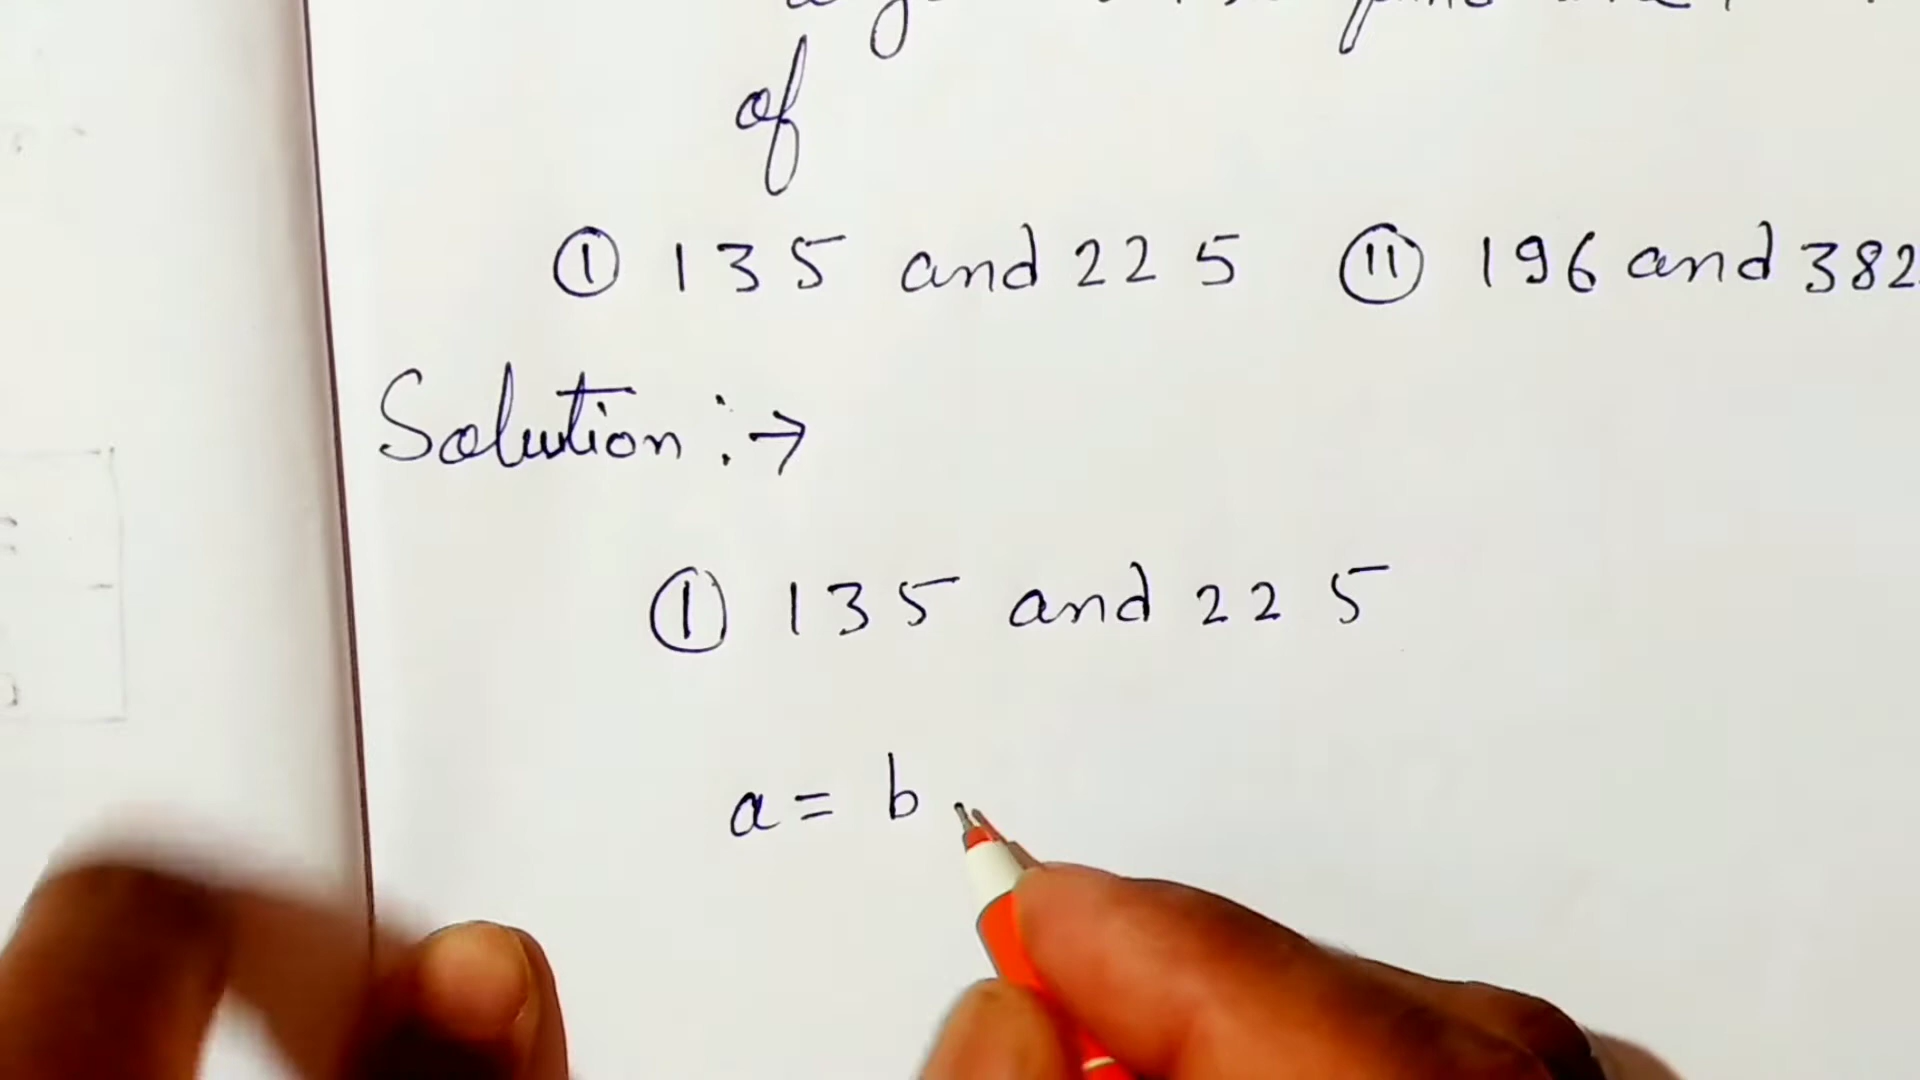 of
① 135 and 225 ⑪ 196 and 382
Solution :→
① 135 and 225
a = b